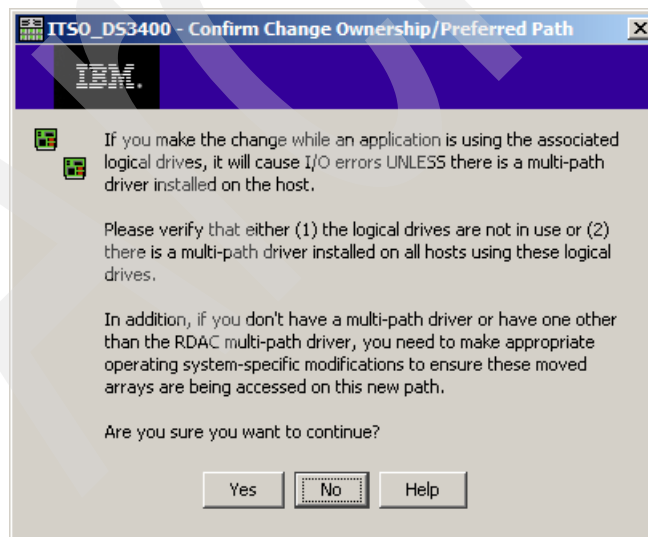 ITSO_DS3400 - Confirm Change Ownership/Preferred Path
IBM.
If you make the change while an application is using the associated
logical drives, it will cause I/O errors UNLESS there is a multi-path
driver installed on the host.
Please verify that either (1) the logical drives are not in use or (2)
there is a multi-path driver installed on all hosts using these logical
drives.
In addition, if you don't have a multi-path driver or have one other
than the RDAC multi-path driver, you need to make appropriate
operating system-specific modifications to ensure these moved
arrays are being accessed on this new path.
Are you sure you want to continue?
Yes No Help